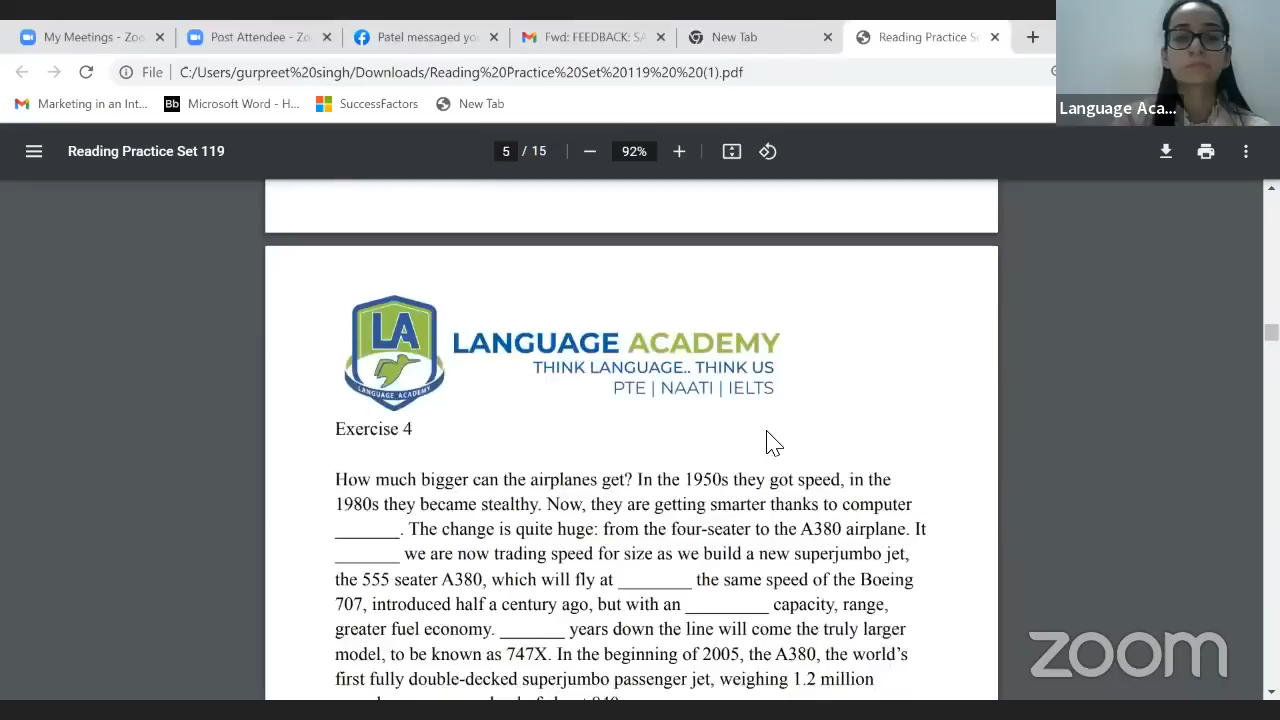 My Meetings - Zoo
Post Attendee - Zo
Patel messaged y
Fwd: FEEDBACK: SA
New Tab
Reading Practice Se
File
C:/Users/gurpreet%20singh/Downloads/Reading%20Practice%20Set%20119%20%20(1).pdf
Marketing in an Int...
Bb
Microsoft Word - H...
SuccessFactors
New Tab
Language Aca...
Reading Practice Set 119
5 / 15
92%
LA
LANGUAGE ACADEMY
LANGUAGE ACADEMY
THINK LANGUAGE.. THINK US
PTE | NAATI | IELTS
Exercise 4
How much bigger can the airplanes get? In the 1950s they got speed, in the
1980s they became stealthy. Now, they are getting smarter thanks to computer
_______. The change is quite huge: from the four-seater to the A380 airplane. It
_______ we are now trading speed for size as we build a new superjumbo jet,
the 555 seater A380, which will fly at ________ the same speed of the Boeing
707, introduced half a century ago, but with an _________ capacity, range,
greater fuel economy. _______ years down the line will come the truly larger
model, to be known as 747X. In the beginning of 2005, the A380, the world's
first fully double-decked superjumbo passenger jet, weighing 1.2 million
zoom